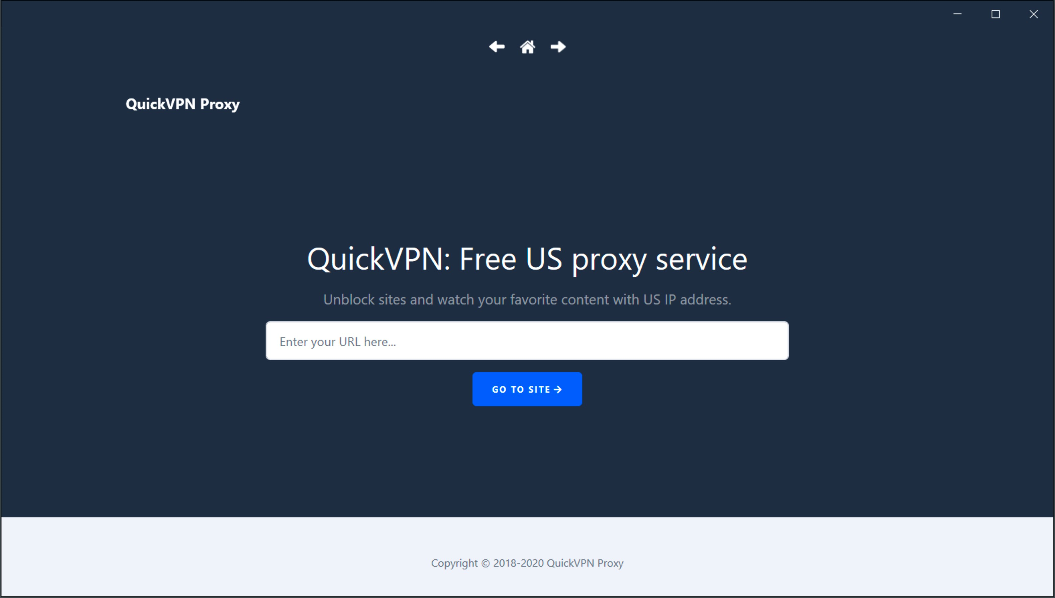 QuickVPN Proxy
QuickVPN: Free US proxy service
Unblock sites and watch your favorite content with US IP address.
Enter your URL here...
GO TO SITE →
Copyright © 2018-2020 QuickVPN Proxy